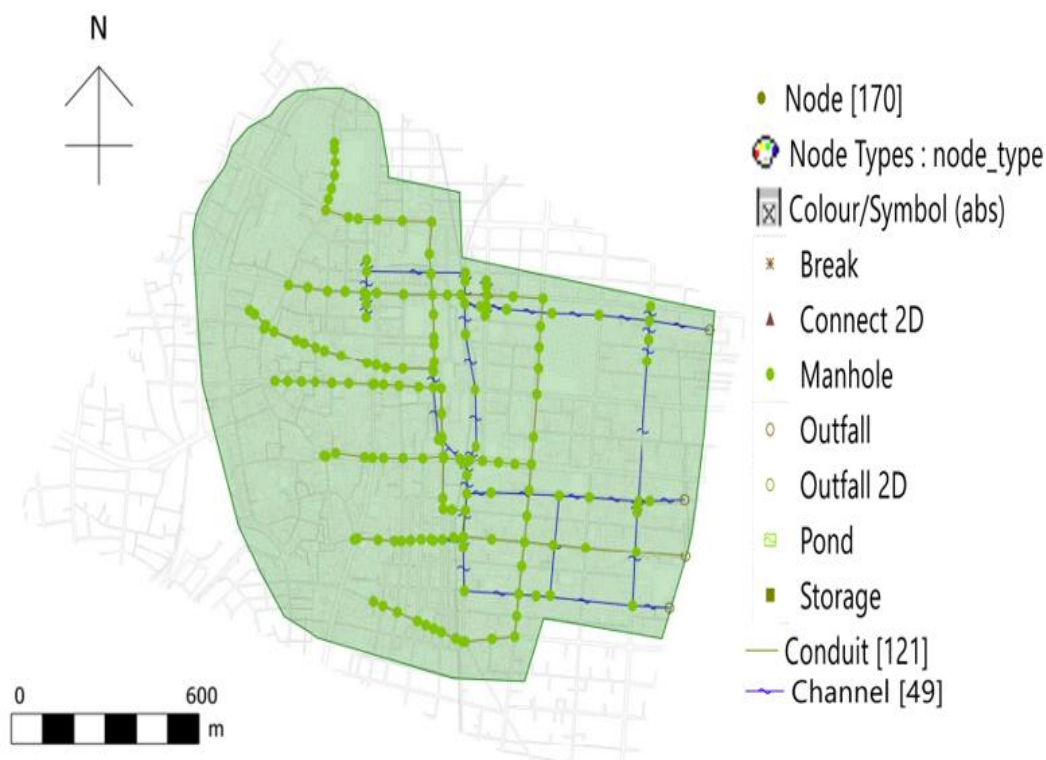 N
Node [170]
Node Types : node_type
Colour/Symbol (abs)
Break
Connect 2D
Manhole
Outfall
Outfall 2D
Pond
Storage
Conduit [121]
Channel [49]
0 600
m